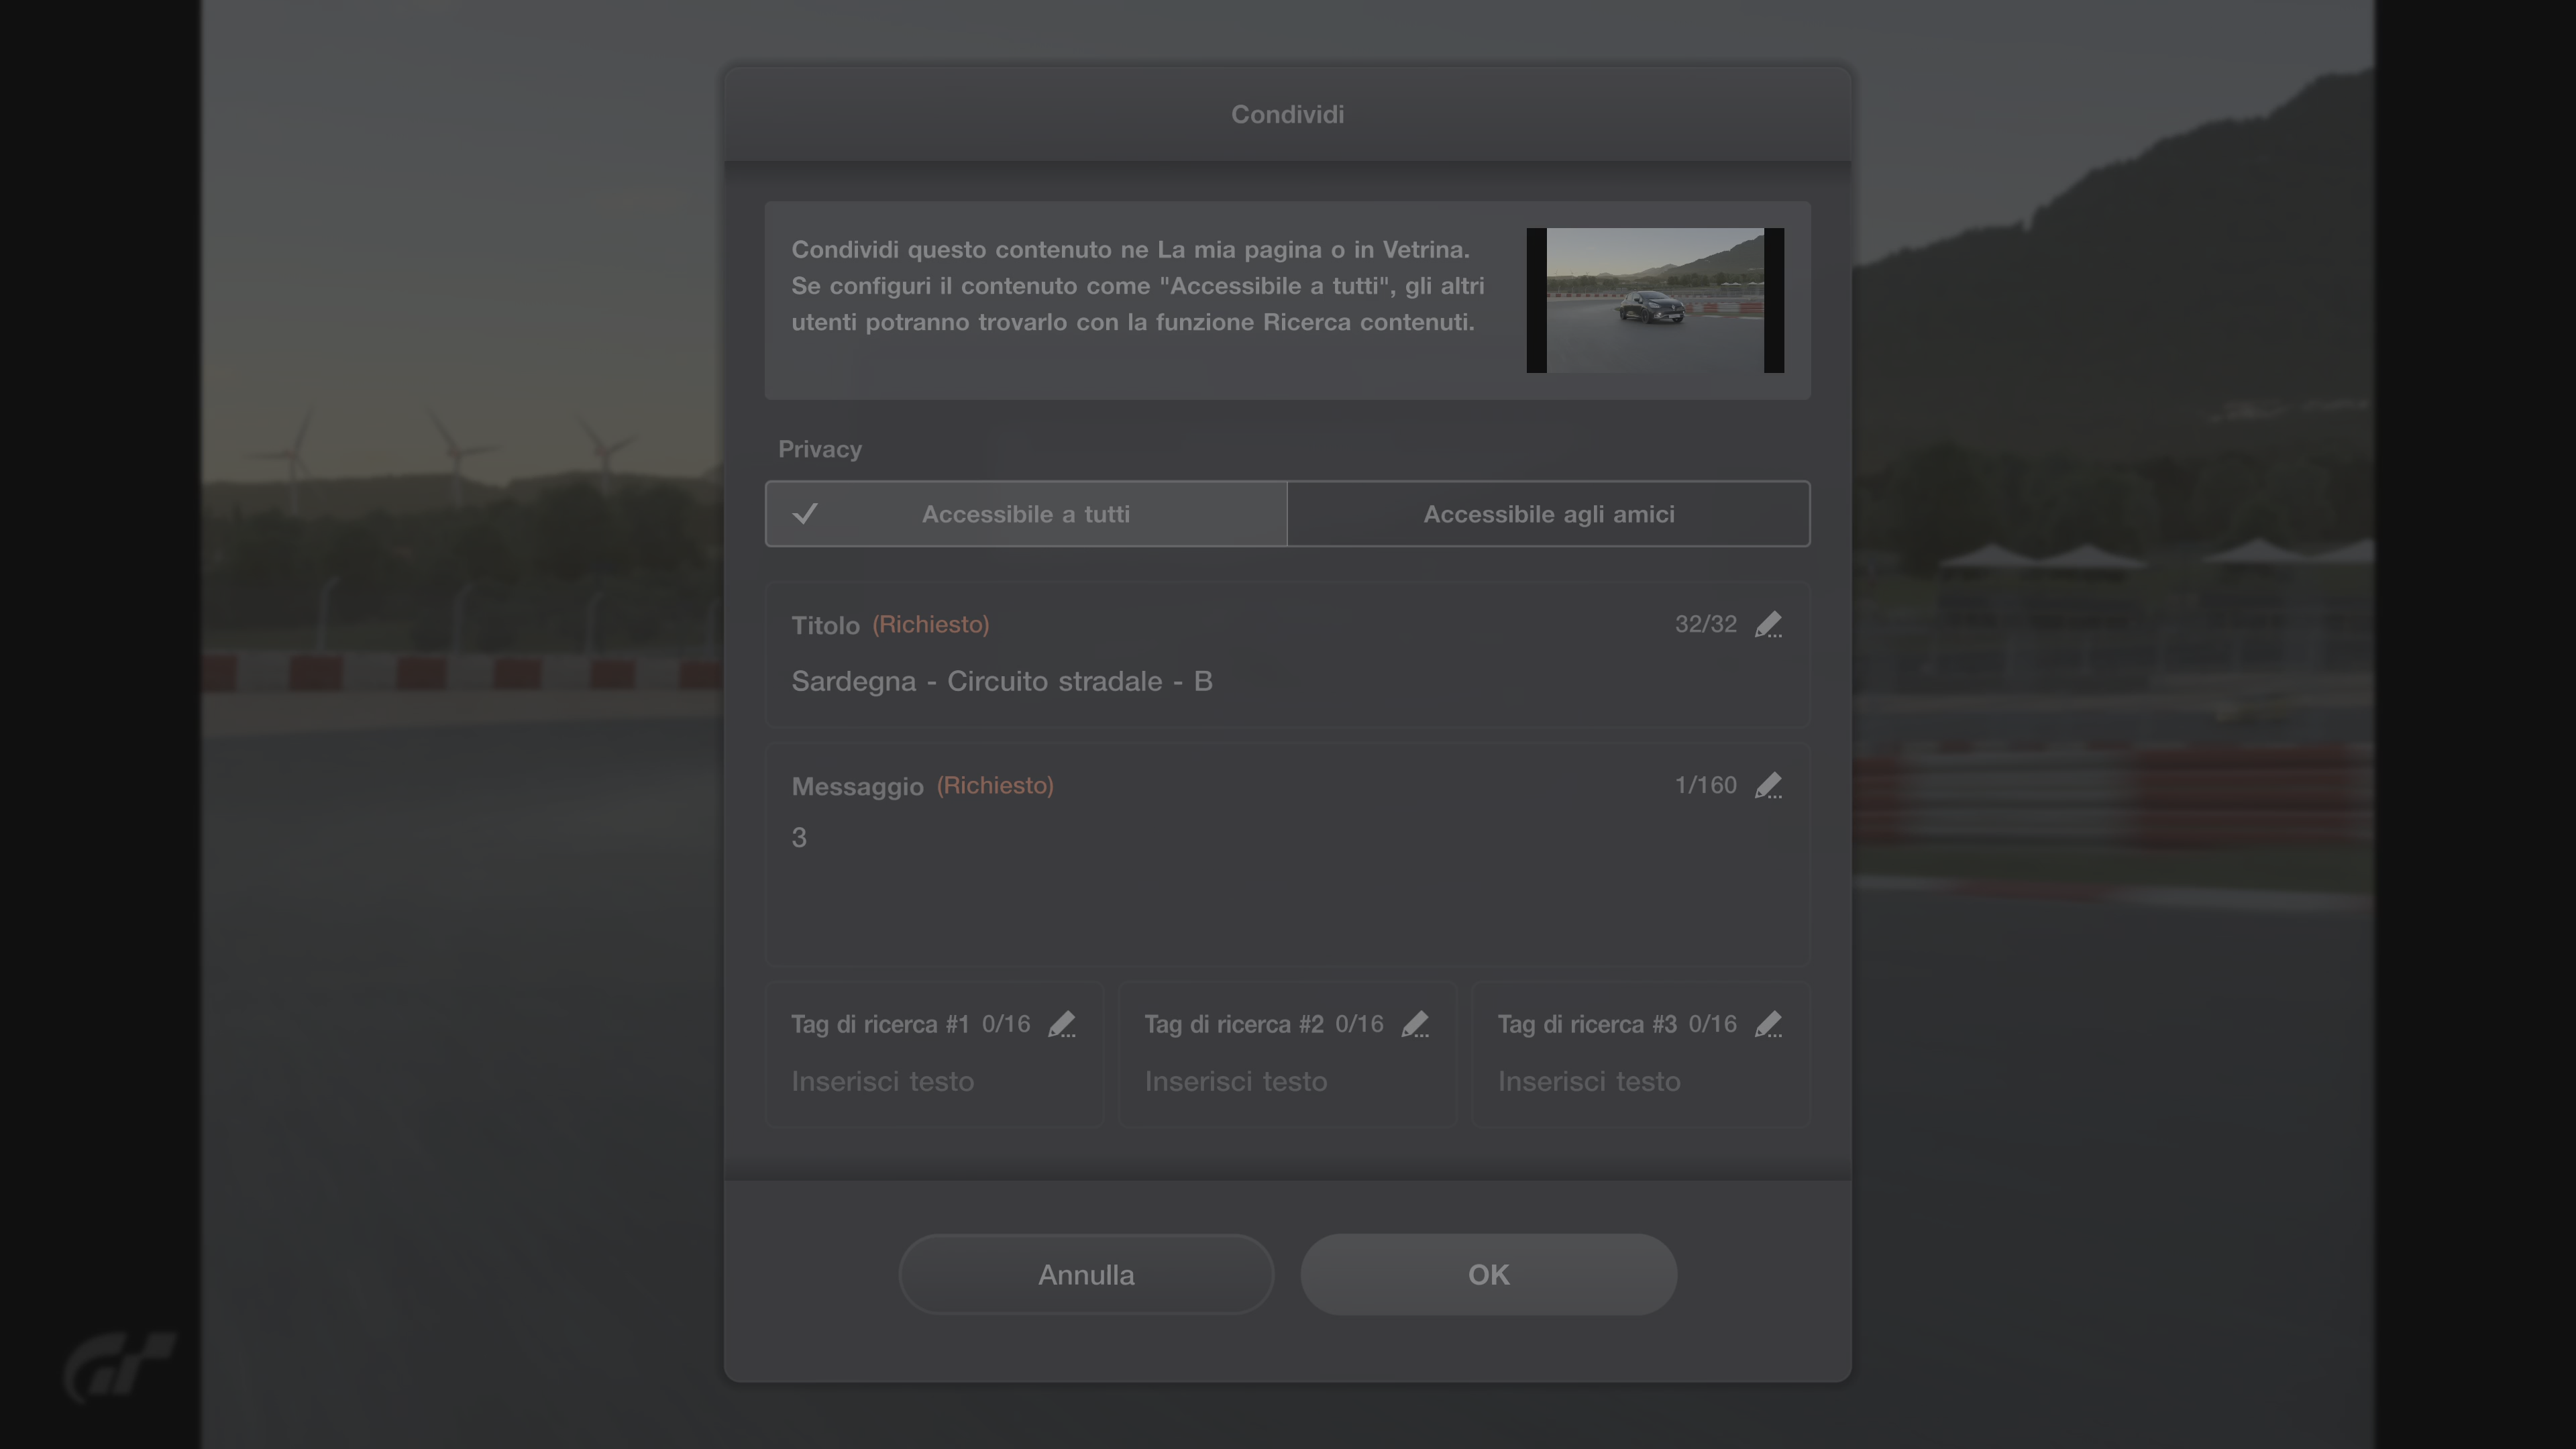 Condividi
Condividi questo contenuto ne La mia pagina o in Vetrina.
Se configuri il contenuto come "Accessibile a tutti", gli altri
utenti potranno trovarlo con la funzione Ricerca contenuti.
Privacy
Accessibile a tutti
Accessibile agli amici
Titolo (Richiesto) 32/32
Sardegna - Circuito stradale - B
Messaggio (Richiesto) 1/160
3
Tag di ricerca #1 0/16
Inserisci testo
Tag di ricerca #2 0/16
Inserisci testo
Tag di ricerca #3 0/16
Inserisci testo
Annulla
OK